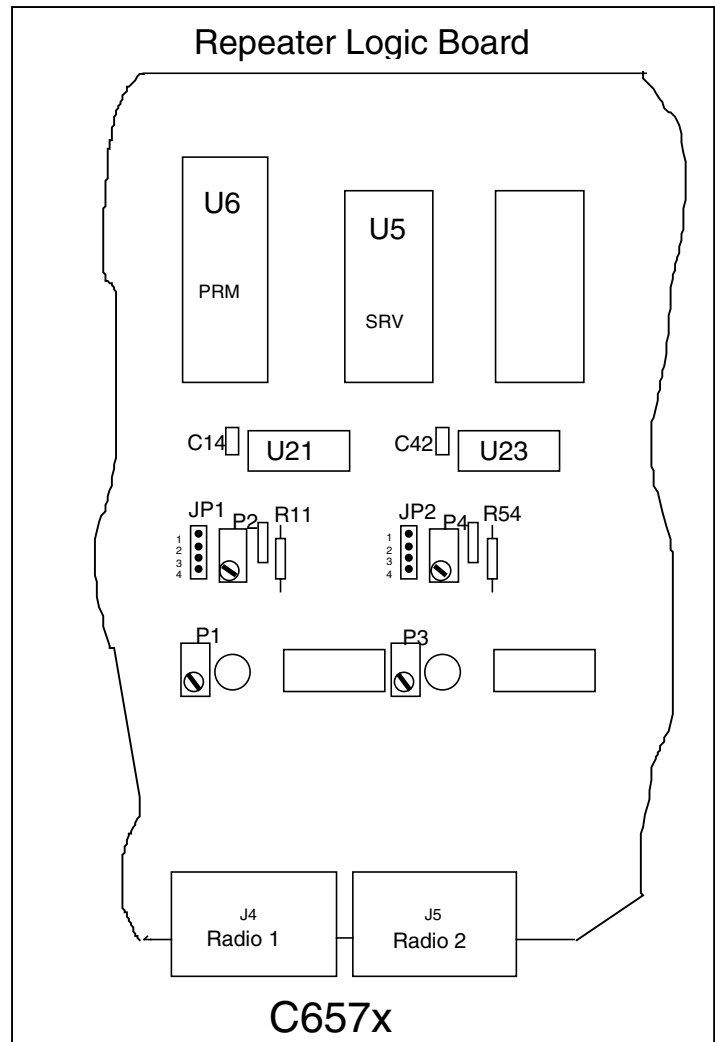 Repeater Logic Board
U6
PRM
U5
SRV
C14
U21
C42
U23
JP1
P2
R11
1
2
3
4
JP2
P4
R54
1
2
3
4
P1
P3
J4
Radio 1
J5
Radio 2
C657x